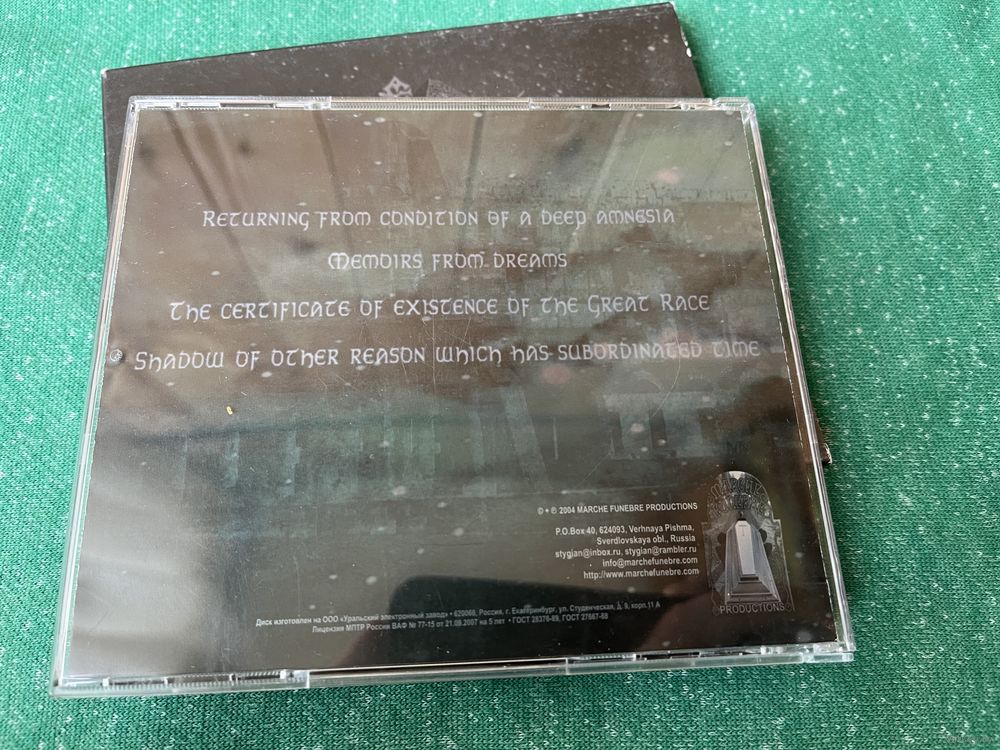 Returning from condition of a deep amnesia
Memoirs from dreams
The certificate of existence of the Great Race
Shadow of other reason which has subordinated time
© + ℗ 2004 MARCHE FUNEBRE PRODUCTIONS
P.O.Box 40, 624093, Verhnaya Pishma,
Sverdlovskaya obl., Russia
stygian@inbox.ru, stygian@rambler.ru
info@marchefunebre.com
http://www.marchefunebre.com
PRODUCTIONS
Диск изготовлен на ООО «Уральский электронный завод» • 620066, Россия, г. Екатеринбург, ул. Студенческая, д. 9, корп.11 А
Лицензия МПТР России ВАФ № 77-15 от 21.09.2007 на 5 лет • ГОСТ 28376-89, ГОСТ 27667-88